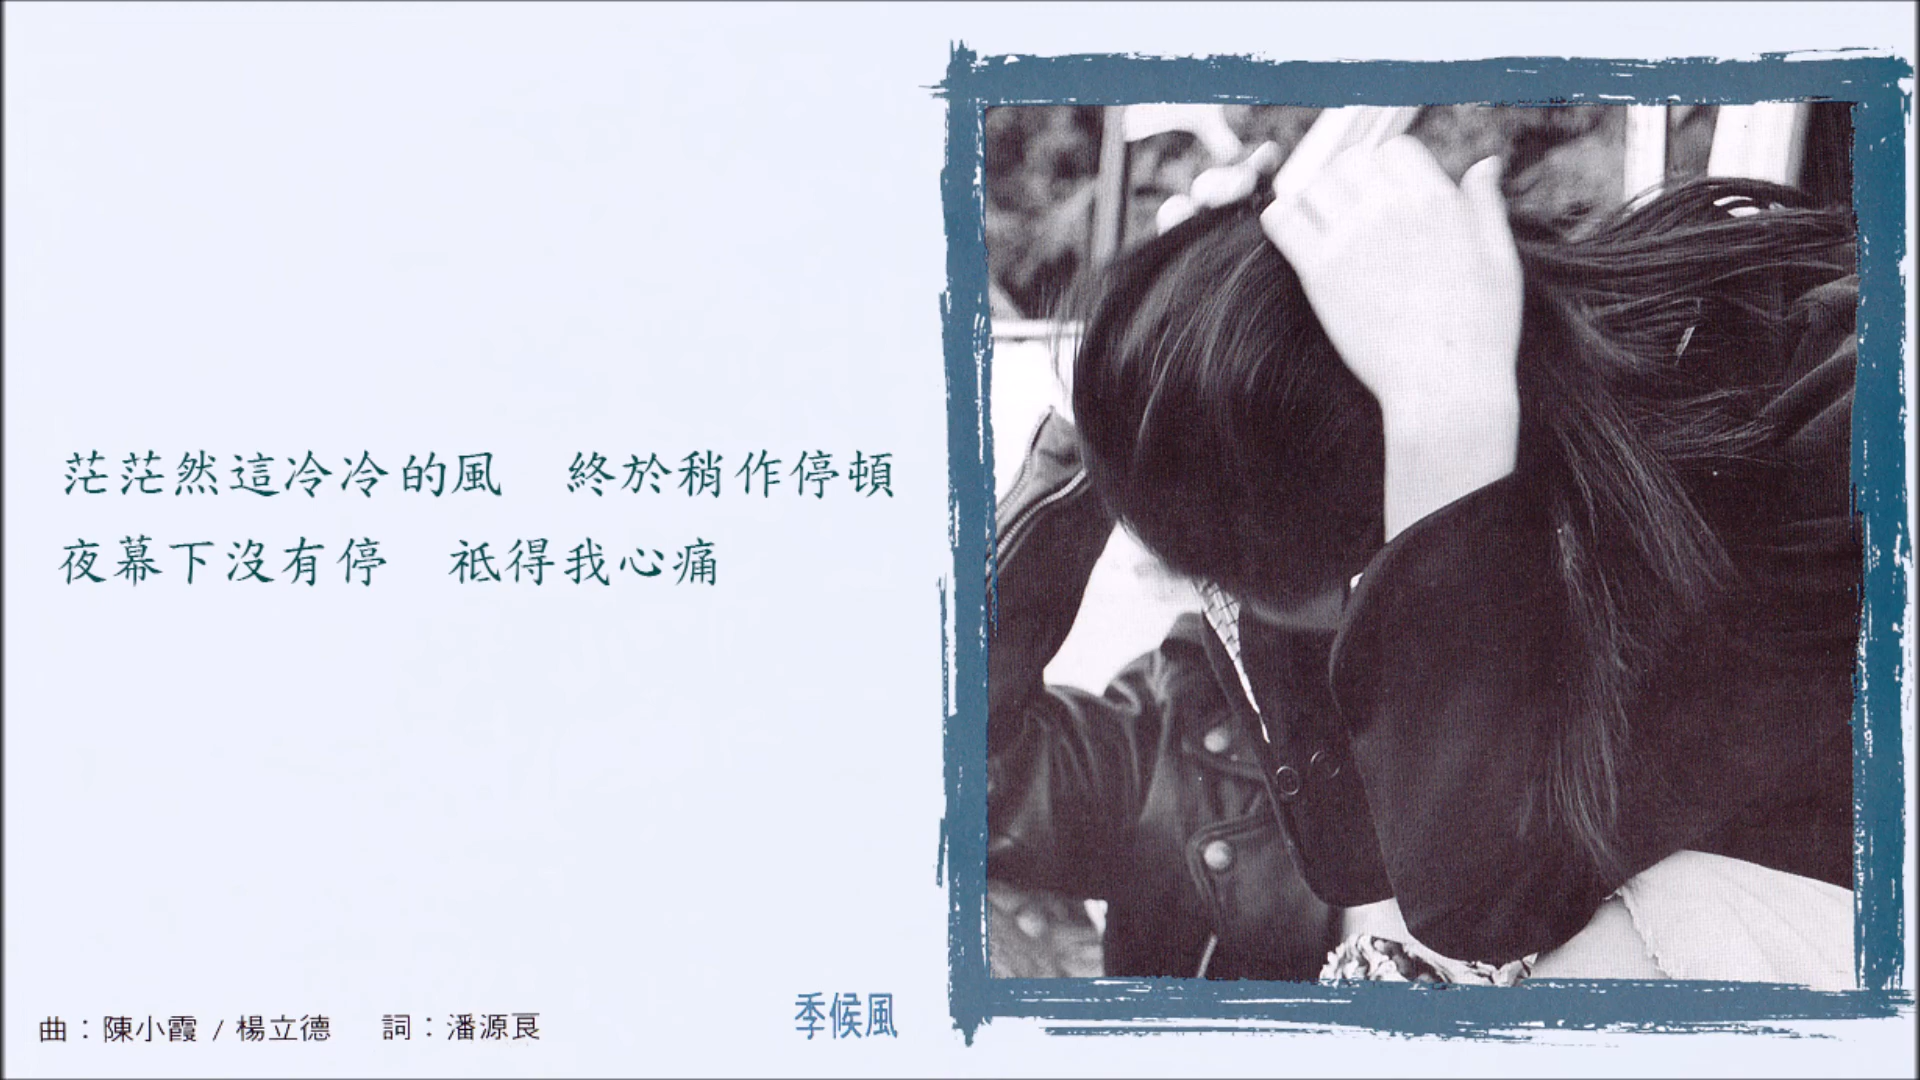 茫茫然這冷冷的風　終於稍作停頓
夜幕下沒有停　祗得我心痛
曲：陳小霞 / 楊立德　詞：潘源良
季候風